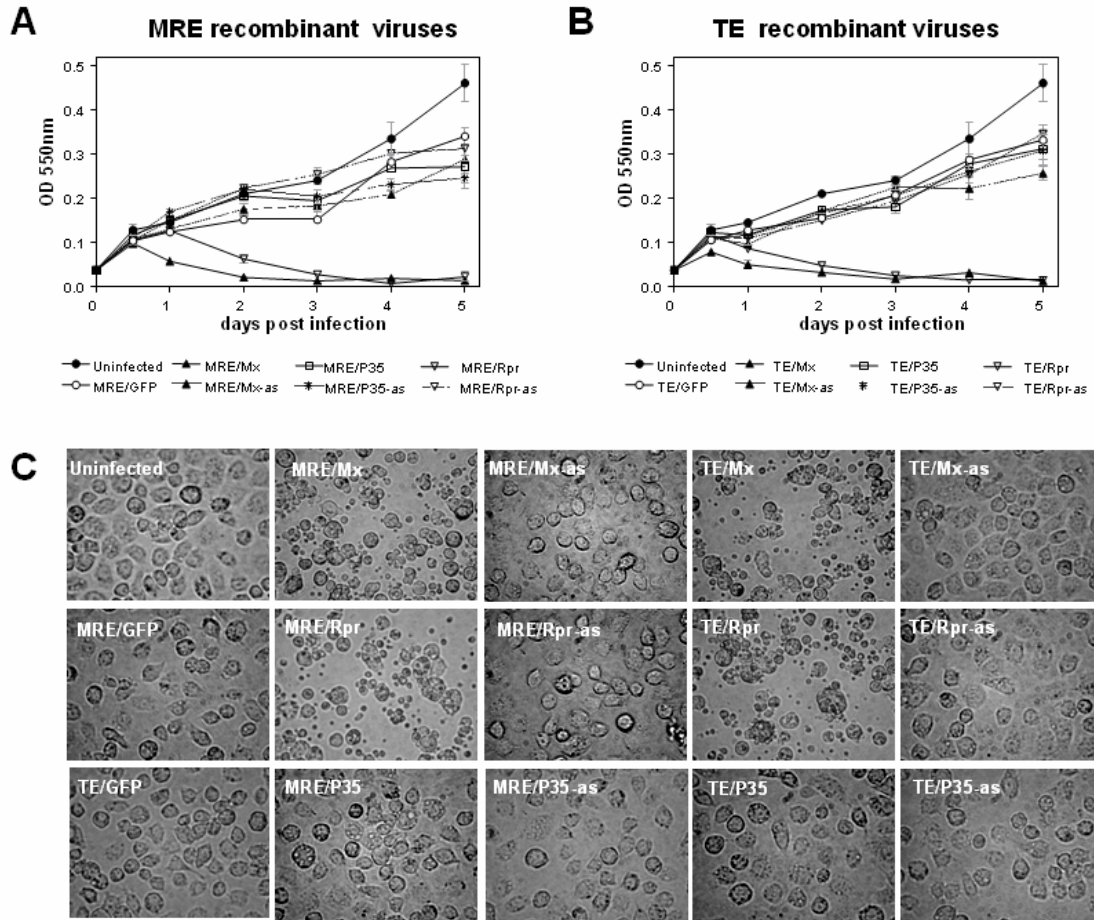 A MRE recombinant viruses
B TE recombinant viruses
OD 550nm
0.5
0.4
0.3
0.2
0.1
0.0
0 1 2 3 4 5
days post infection
OD 550nm
0.5
0.4
0.3
0.2
0.1
0.0
0 1 2 3 4 5
days post infection
Uninfected MRE/Mx MRE/P35 MRE/Rpr
MRE/GFP MRE/Mx-as MRE/P35-as MRE/Rpr-as
Uninfected TE/Mx TE/P35 TE/Rpr
TE/GFP TE/Mx-as TE/P35-as TE/Rpr-as
C
Uninfected MRE/Mx MRE/Mx-as TE/Mx TE/Mx-as
MRE/GFP MRE/Rpr MRE/Rpr-as TE/Rpr TE/Rpr-as
TE/GFP MRE/P35 MRE/P35-as TE/P35 TE/P35-as